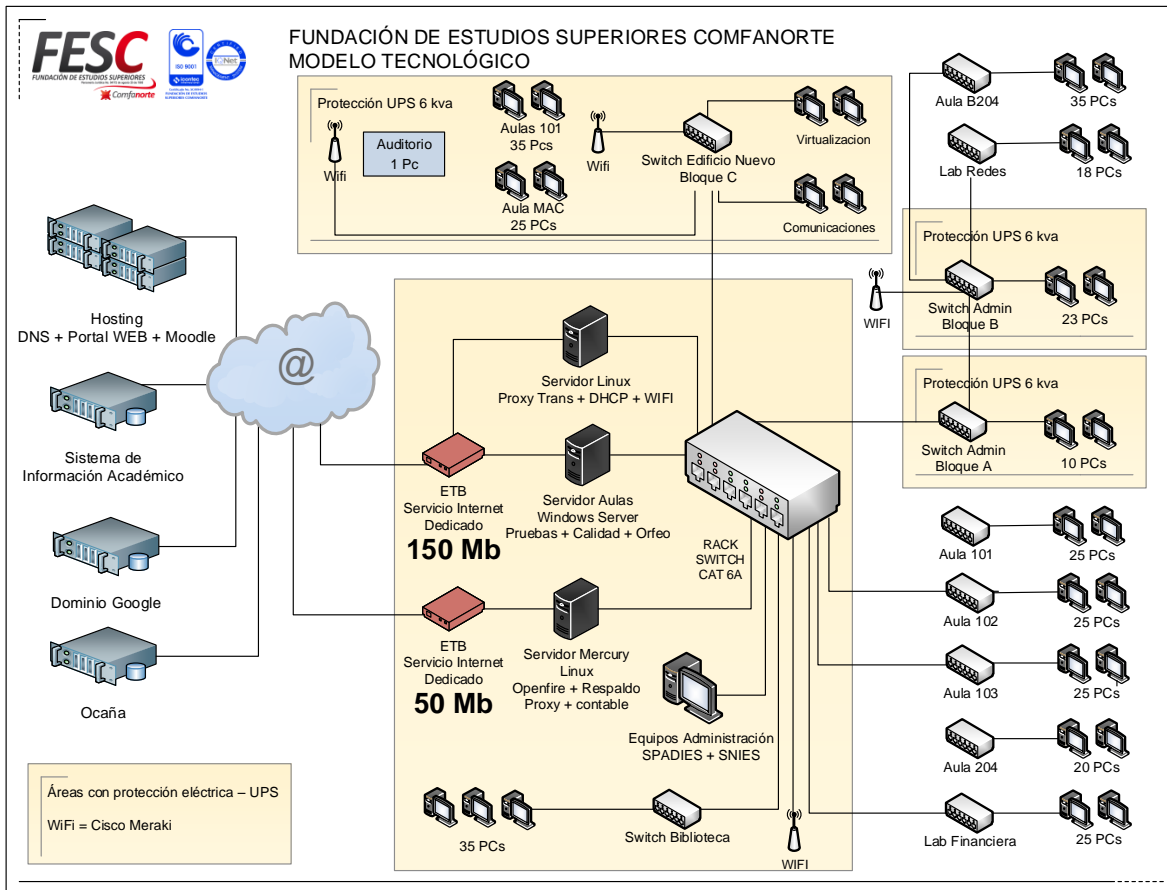 FESC
FUNDACIÓN DE ESTUDIOS SUPERIORES
Comfanorte
ISO 9001
icontec
IQNet
FUNDACIÓN DE ESTUDIOS SUPERIORES COMFANORTE
MODELO TECNOLÓGICO
Protección UPS 6 kva
Wifi
Auditorio
1 Pc
Aulas 101
35 Pcs
Aula MAC
25 PCs
Wifi
Switch Edificio Nuevo
Bloque C
Virtualizacion
Comunicaciones
Aula B204
35 PCs
Lab Redes
18 PCs
Protección UPS 6 kva
WIFI
Switch Admin
Bloque B
23 PCs
Protección UPS 6 kva
Switch Admin
Bloque A
10 PCs
Hosting
DNS + Portal WEB + Moodle
Sistema de
Información Académico
Dominio Google
Ocaña
@
Servidor Linux
Proxy Trans + DHCP + WIFI
ETB
Servicio Internet
Dedicado
150 Mb
Servidor Aulas
Windows Server
Pruebas + Calidad + Orfeo
RACK
SWITCH
CAT 6A
ETB
Servicio Internet
Dedicado
50 Mb
Servidor Mercury
Linux
Openfire + Respaldo
Proxy + contable
Equipos Administración
SPADIES + SNIES
35 PCs
Switch Biblioteca
WIFI
Aula 101
25 PCs
Aula 102
25 PCs
Aula 103
25 PCs
Aula 204
20 PCs
Lab Financiera
25 PCs
Áreas con protección eléctrica – UPS
WiFi = Cisco Meraki